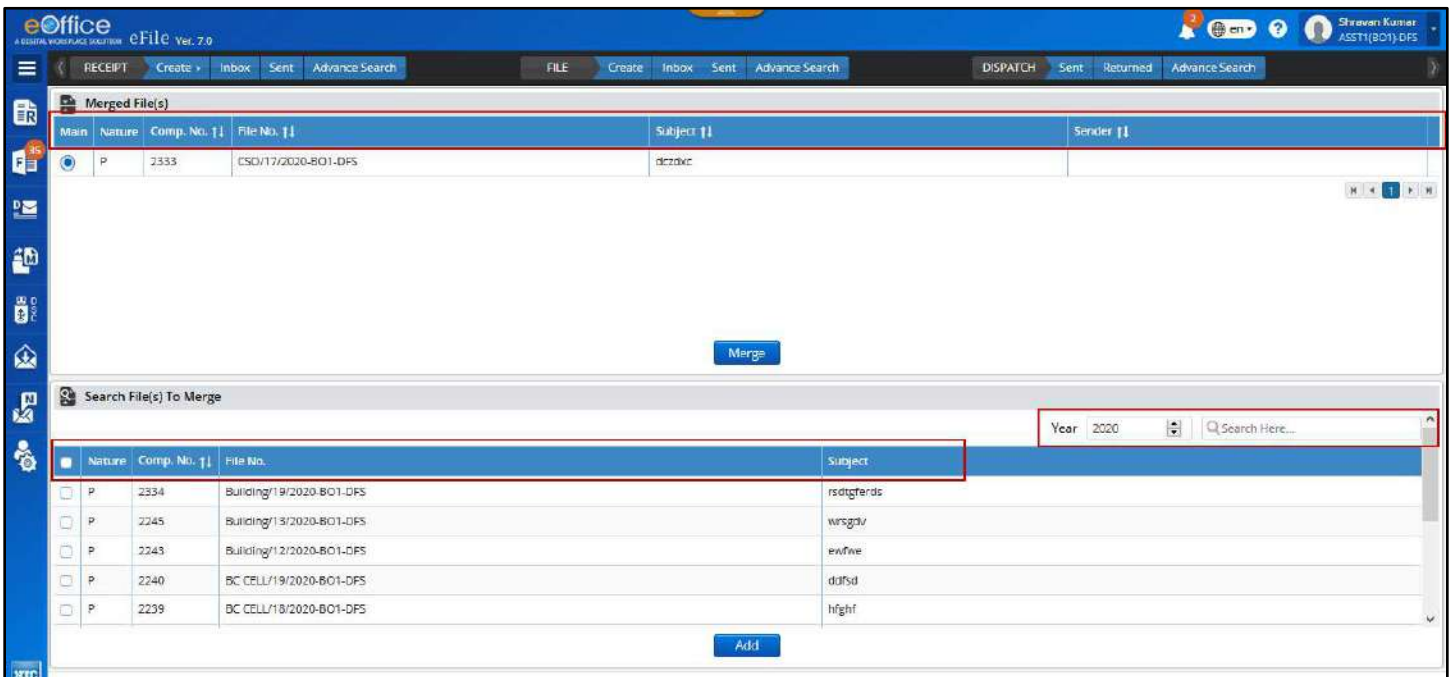 eOffice
A DIGITAL WORKPLACE SOLUTION eFile Ver. 7.0
2 en ? Shravan Kumar
ASST1(BO1)-DFS
RECEIPT Create Inbox Sent Advance Search FILE Create Inbox Sent Advance Search DISPATCH Sent Returned Advance Search
Merged File(s)
Main Nature Comp. No. File No. Subject Sender
P 2333 CSD/17/2020-BO1-DFS dczdxc
1
Merge
Search File(s) To Merge
Year 2020 Search Here...
Nature Comp. No. File No. Subject
P 2334 Building/19/2020-BO1-DFS rsdtgferds
P 2245 Building/13/2020-BO1-DFS wrsgdv
P 2243 Building/12/2020-BO1-DFS ewfwe
P 2240 BC CELL/19/2020-BO1-DFS ddfsd
P 2239 BC CELL/18/2020-BO1-DFS hfghf
Add
R
F 35
D
M
DSC
N